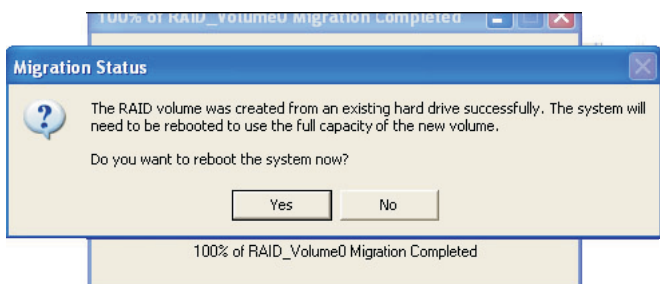 100% of RAID_Volume0 Migration Completed
Migration Status
The RAID volume was created from an existing hard drive successfully. The system will
need to be rebooted to use the full capacity of the new volume.
Do you want to reboot the system now?
Yes
No
100% of RAID_Volume0 Migration Completed